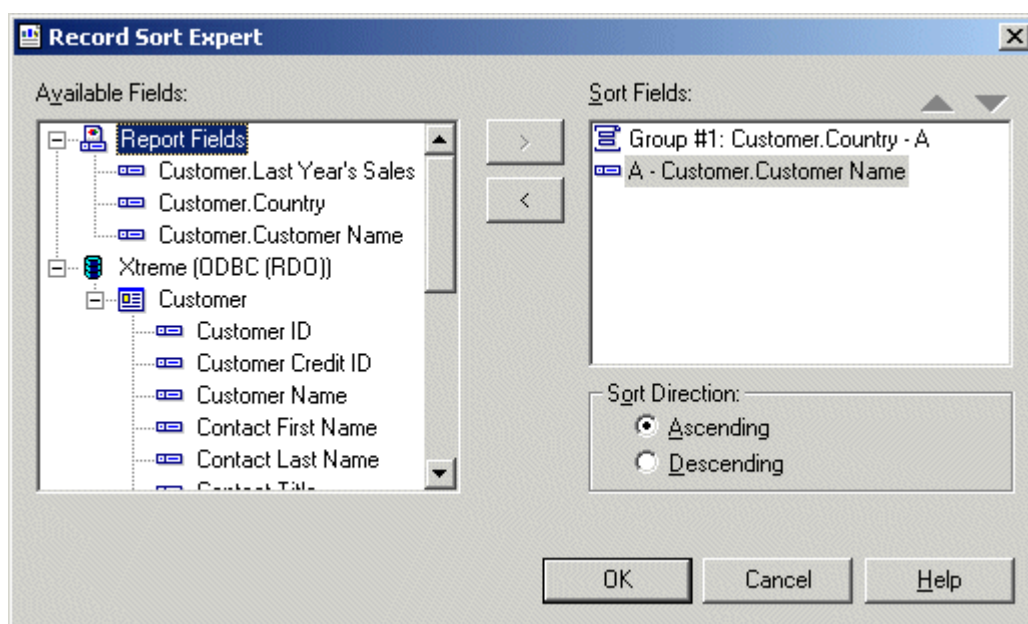 Record Sort Expert
Available Fields:
Report Fields
Customer.Last Year's Sales
Customer.Country
Customer.Customer Name
Xtreme (ODBC (RDO))
Customer
Customer ID
Customer Credit ID
Customer Name
Contact First Name
Contact Last Name
Contact Title
>
<
Sort Fields:
Group #1: Customer.Country - A
A - Customer.Customer Name
Sort Direction:
Ascending
Descending
OK
Cancel
Help